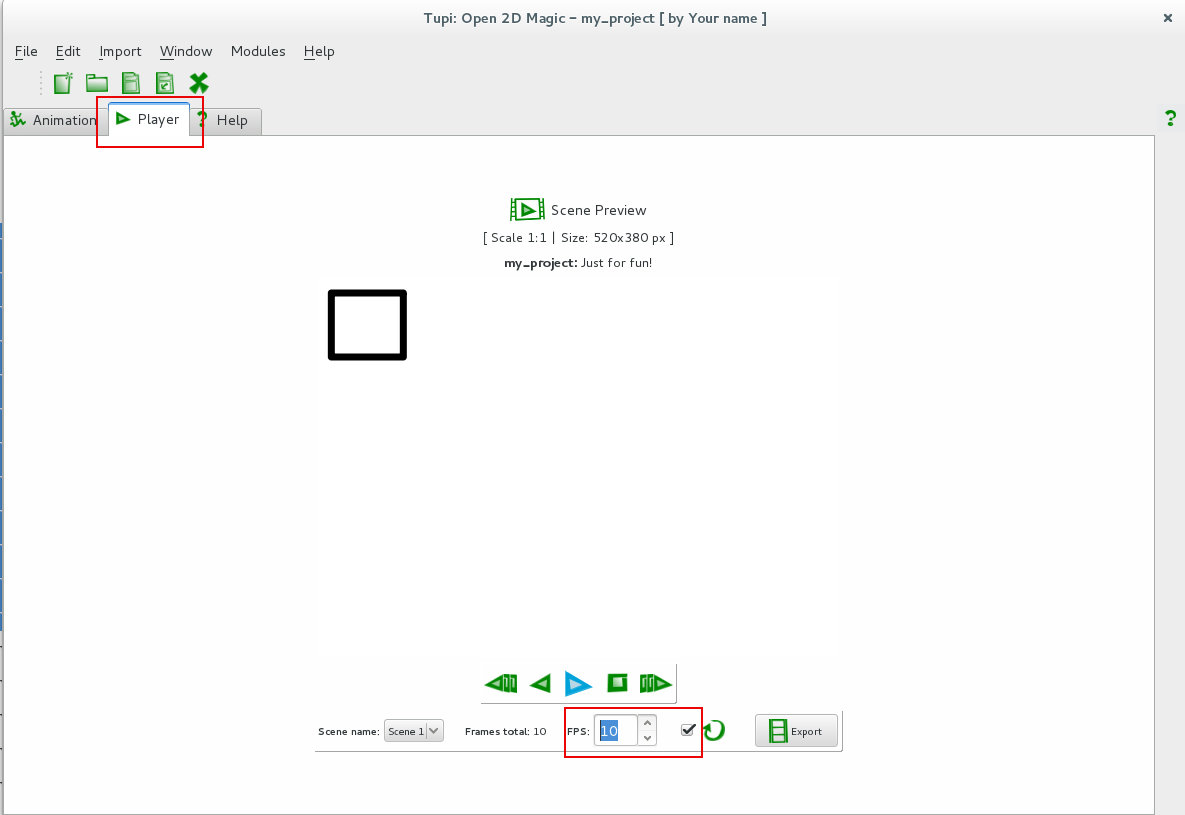 Tupi: Open 2D Magic – my_project [ by Your name ]
File Edit Import Window Modules Help
Animation Player ? Help ?
Scene Preview
[ Scale 1:1 | Size: 520x380 px ]
my_project: Just for fun!
Scene name: Scene 1 Frames total: 10 FPS: 10 Export